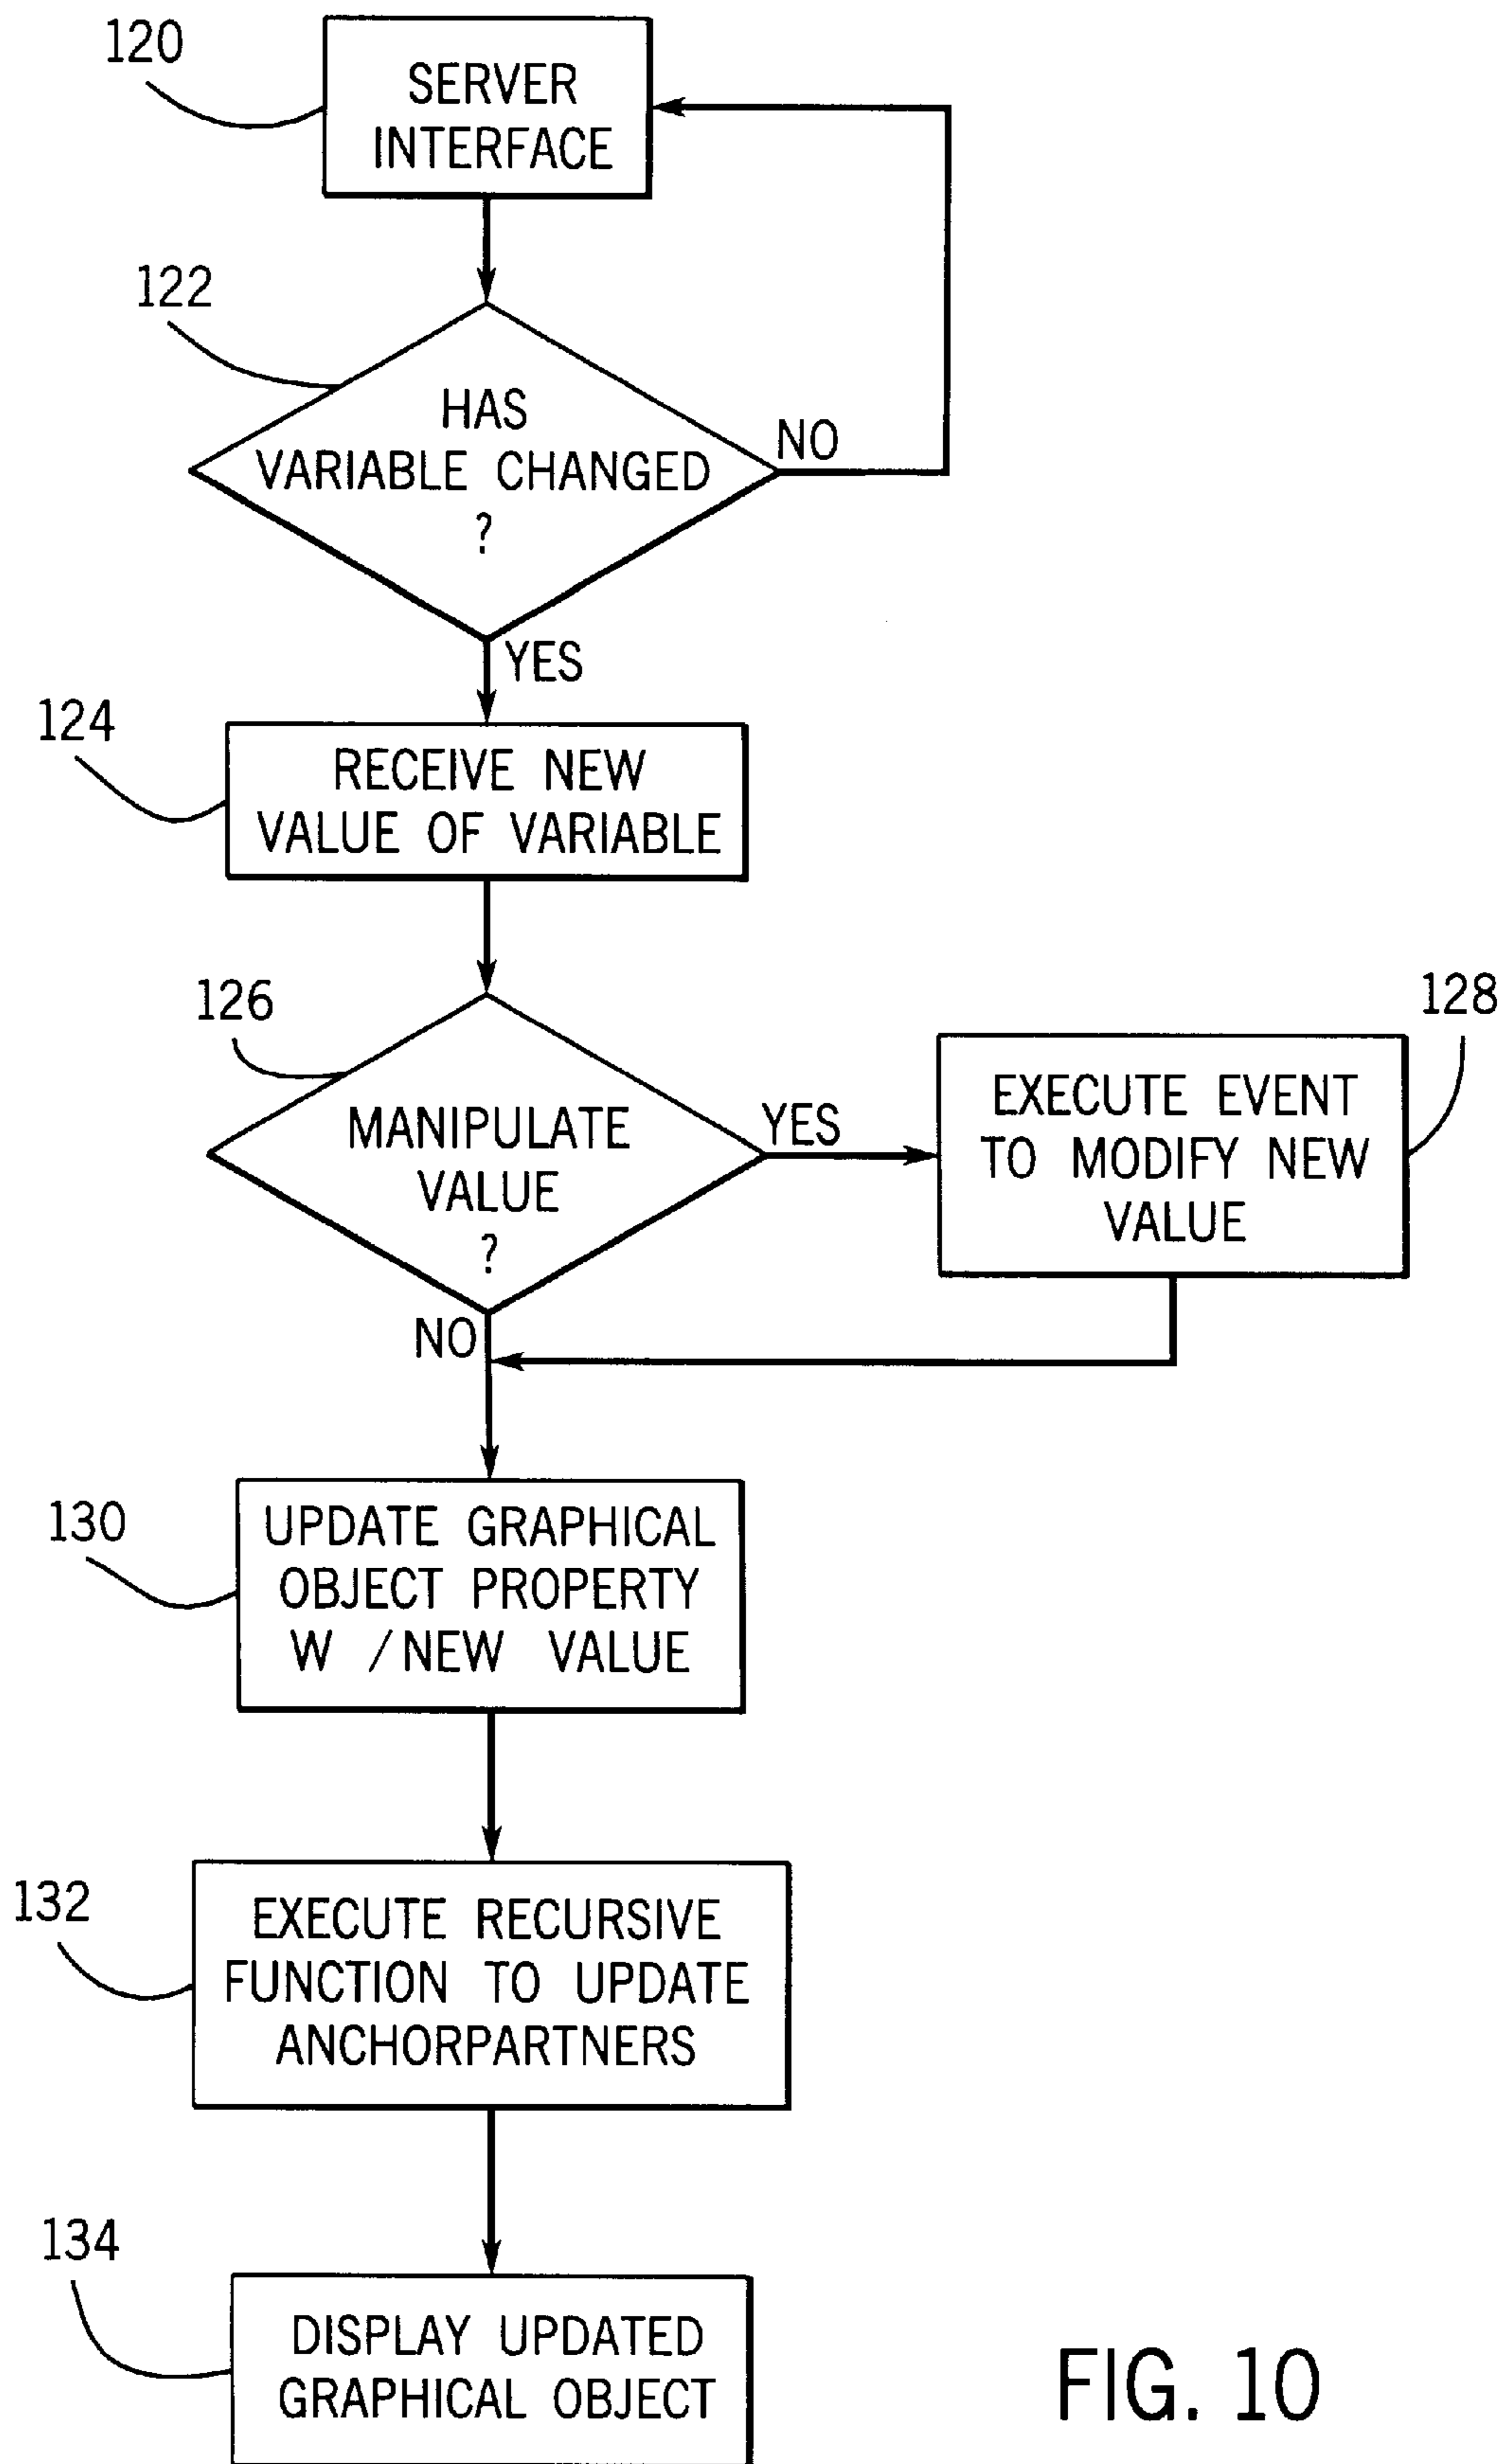 120
SERVER
INTERFACE
122
HAS
VARIABLE CHANGED
?
NO
YES
124
RECEIVE NEW
VALUE OF VARIABLE
126
MANIPULATE
VALUE
?
YES
128
EXECUTE EVENT
TO MODIFY NEW
VALUE
NO
130
UPDATE GRAPHICAL
OBJECT PROPERTY
W /NEW VALUE
132
EXECUTE RECURSIVE
FUNCTION TO UPDATE
ANCHORPARTNERS
134
DISPLAY UPDATED
GRAPHICAL OBJECT
FIG. 10